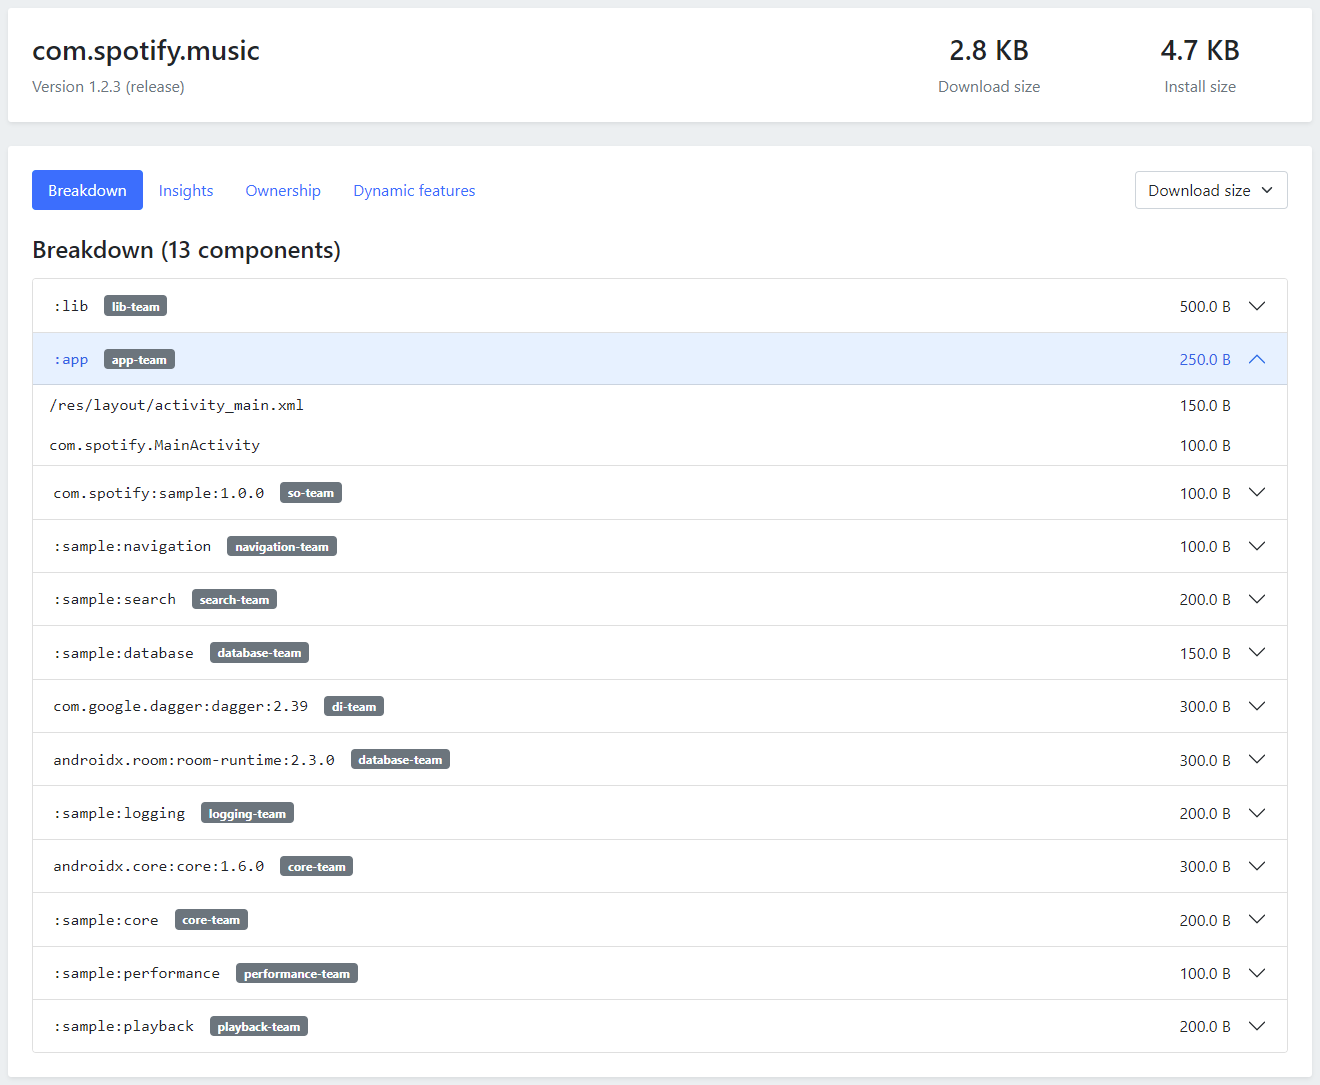 com.spotify.music
2.8 KB
4.7 KB
Version 1.2.3 (release)
Download size
Install size
Breakdown
Insights
Ownership
Dynamic features
Download size
Breakdown (13 components)
:lib lib-team 500.0 B
:app app-team 250.0 B
/res/layout/activity_main.xml 150.0 B
com.spotify.MainActivity 100.0 B
com.spotify:sample:1.0.0 so-team 100.0 B
:sample:navigation navigation-team 100.0 B
:sample:search search-team 200.0 B
:sample:database database-team 150.0 B
com.google.dagger:dagger:2.39 di-team 300.0 B
androidx.room:room-runtime:2.3.0 database-team 300.0 B
:sample:logging logging-team 200.0 B
androidx.core:core:1.6.0 core-team 300.0 B
:sample:core core-team 200.0 B
:sample:performance performance-team 100.0 B
:sample:playback playback-team 200.0 B